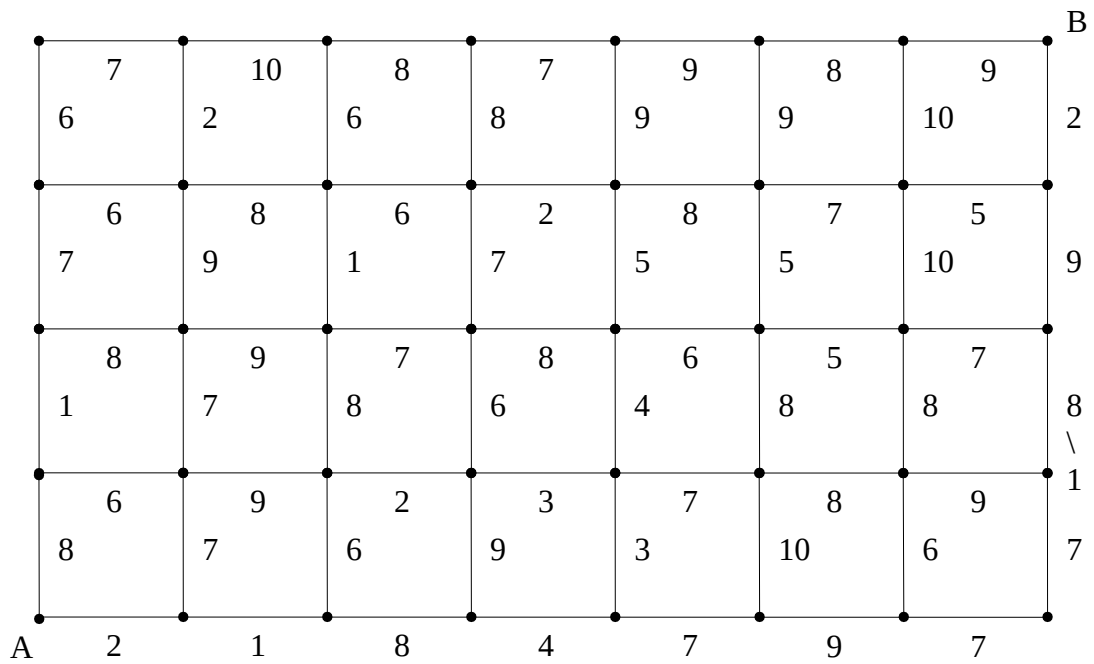 B
7 10 8 7 9 8 9
6 2 6 8 9 9 10 2
6 8 6 2 8 7 5
7 9 1 7 5 5 10 9
8 9 7 8 6 5 7
1 7 8 6 4 8 8 8
\
1
6 9 2 3 7 8 9
8 7 6 9 3 10 6 7
A 2 1 8 4 7 9 7